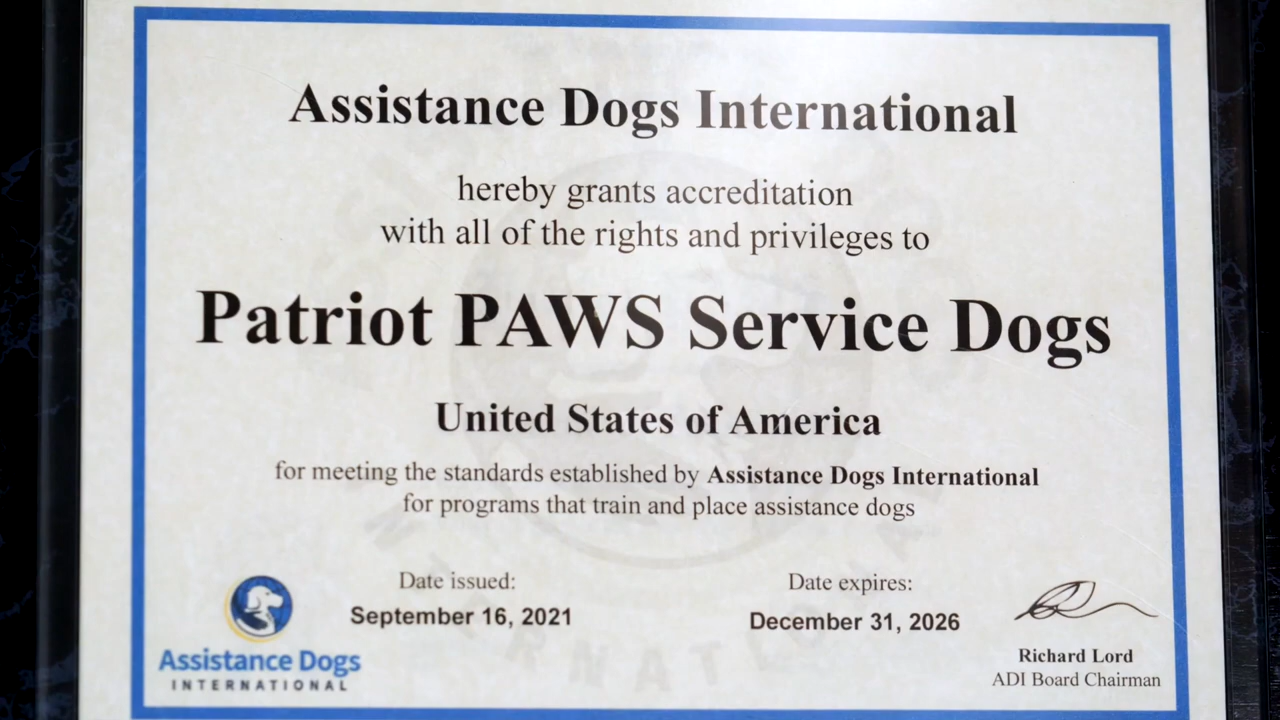 Assistance Dogs International
hereby grants accreditation
with all of the rights and privileges to
Patriot PAWS Service Dogs
United States of America
for meeting the standards established by Assistance Dogs International
for programs that train and place assistance dogs
Date issued:
September 16, 2021
Date expires:
December 31, 2026
Assistance Dogs
INTERNATIONAL
Richard Lord
ADI Board Chairman